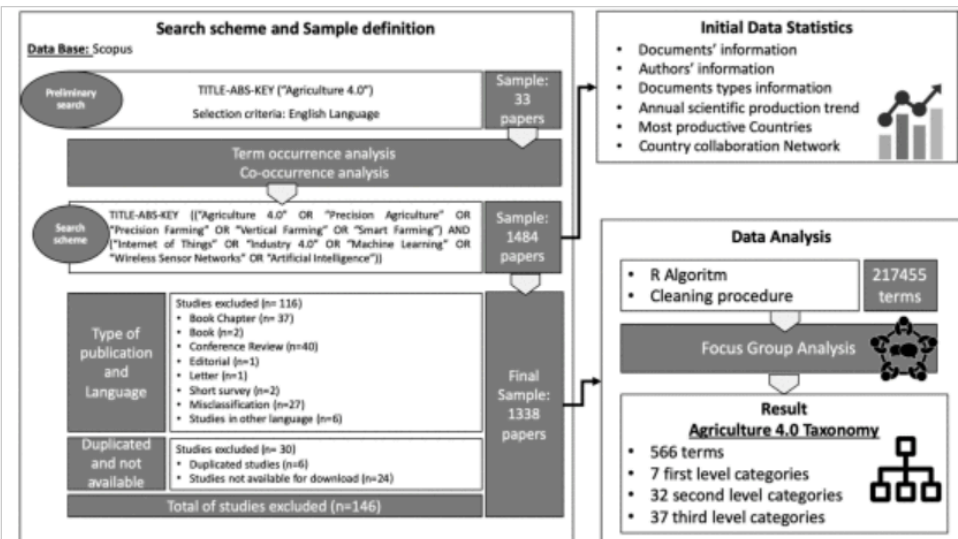 Search scheme and Sample definition
Data Base: Scopus
Preliminary
search
TITLE-ABS-KEY ("Agriculture 4.0")
Selection criteria: English Language
Sample:
33
papers
Term occurrence analysis
Co-occurrence analysis
Search
scheme
TITLE-ABS-KEY (("Agriculture 4.0" OR "Precision Agriculture" OR
"Precision Farming" OR "Vertical Farming" OR "Smart Farming") AND
("Internet of Things" OR "Industry 4.0" OR "Machine Learning" OR
"Wireless Sensor Networks" OR "Artificial Intelligence"))
Sample:
1484
papers
Type of
publication
and
Language
Studies excluded (n= 116)
• Book Chapter (n= 37)
• Book (n=2)
• Conference Review (n=40)
• Editorial (n=1)
• Letter (n=1)
• Short survey (n=2)
• Misclassification (n=27)
• Studies in other language (n=6)
Duplicated
and not
available
Studies excluded (n= 30)
• Duplicated studies (n=6)
• Studies not available for download (n=24)
Total of studies excluded (n=146)
Final
Sample:
1338
papers
Initial Data Statistics
• Documents' information
• Authors' information
• Documents types information
• Annual scientific production trend
• Most productive Countries
• Country collaboration Network
Data Analysis
• R Algoritm
• Cleaning procedure
217455
terms
Focus Group Analysis
Result
Agriculture 4.0 Taxonomy
• 566 terms
• 7 first level categories
• 32 second level categories
• 37 third level categories